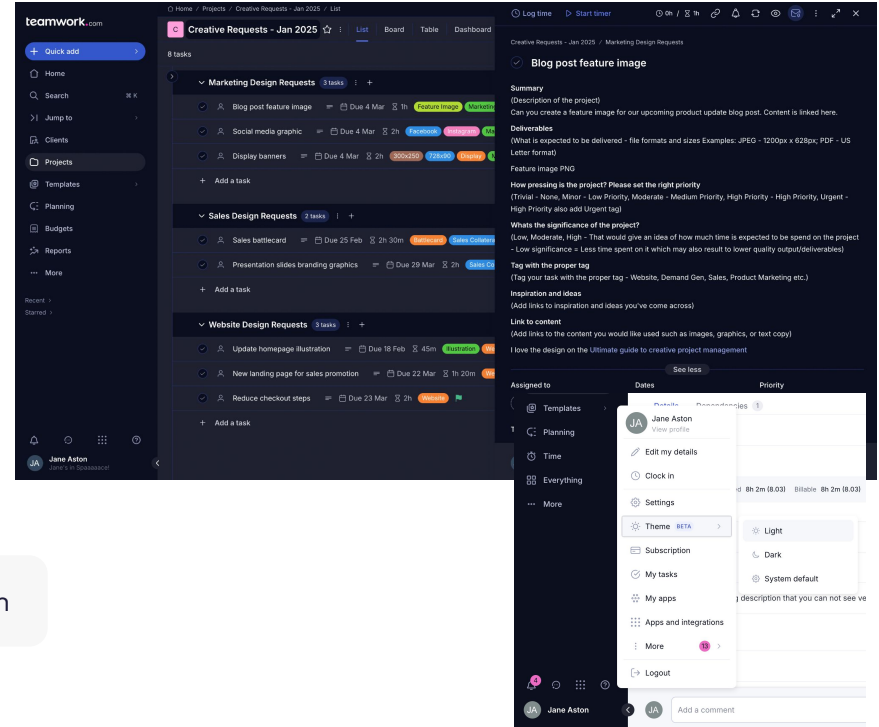 teamwork.com
Quick add
Home
Search ⌘ K
Jump to
Clients
Projects
Templates
Planning
Budgets
Reports
More
Recent
Starred
JA Jane Aston
Jane's in Spaaaace!
Home / Projects / Creative Requests - Jan 2025 / List
C Creative Requests - Jan 2025 List Board Table Dashboard
8 tasks
Marketing Design Requests 3 tasks
Blog post feature image Due 4 Mar 1h Feature Image
Social media graphic Due 4 Mar 2h Facebook Instagram
Display banners Due 4 Mar 2h 300x250 728x90 Display
+ Add a task
Sales Design Requests 2 tasks
Sales battlecard Due 25 Feb 2h 30m Battlecard
Presentation slides branding graphics Due 29 Mar 2h
+ Add a task
Website Design Requests 3 tasks
Update homepage illustration Due 18 Feb 45m Illustration
New landing page for sales promotion Due 22 Mar 1h 20m
Reduce checkout steps Due 23 Mar 2h Website
+ Add a task
Log time Start timer 0h / 1h
Creative Requests - Jan 2025 / Marketing Design Requests
Blog post feature image
Summary
(Description of the project)
Can you create a feature image for our upcoming product update blog post. Content is linked here.
Deliverables
(What is expected to be delivered - file formats and sizes Examples: JPEG - 1200px x 628px; PDF - US
Letter format)
Feature image PNG
How pressing is the project? Please set the right priority
(Trivial - None, Minor - Low Priority, Moderate - Medium Priority, High Priority - High Priority, Urgent -
High Priority also add Urgent tag)
Whats the significance of the project?
(Low, Moderate, High - That would give an idea of how much time is expected to be spend on the project
- Low significance = Less time spent on it which may also result to lower quality output/deliverables)
Tag with the proper tag
(Tag your task with the proper tag - Website, Demand Gen, Sales, Product Marketing etc.)
Inspiration and ideas
(Add links to inspiration and ideas you've come across)
Link to content
(Add links to the content you would like used such as images, graphics, or text copy)
I love the design on the Ultimate guide to creative project management
See less
Assigned to Dates Priority
Templates
Planning
Time
Everything
More
4
JA Jane Aston
JA Jane Aston
View profile
Edit my details
Clock in
Settings
Theme BETA
Subscription
My tasks
My apps
Apps and integrations
More 13
Logout
Light
Dark
System default
1
8h 2m (8.03) Billable 8h 2m (8.03)
description that you can not see
JA Add a comment